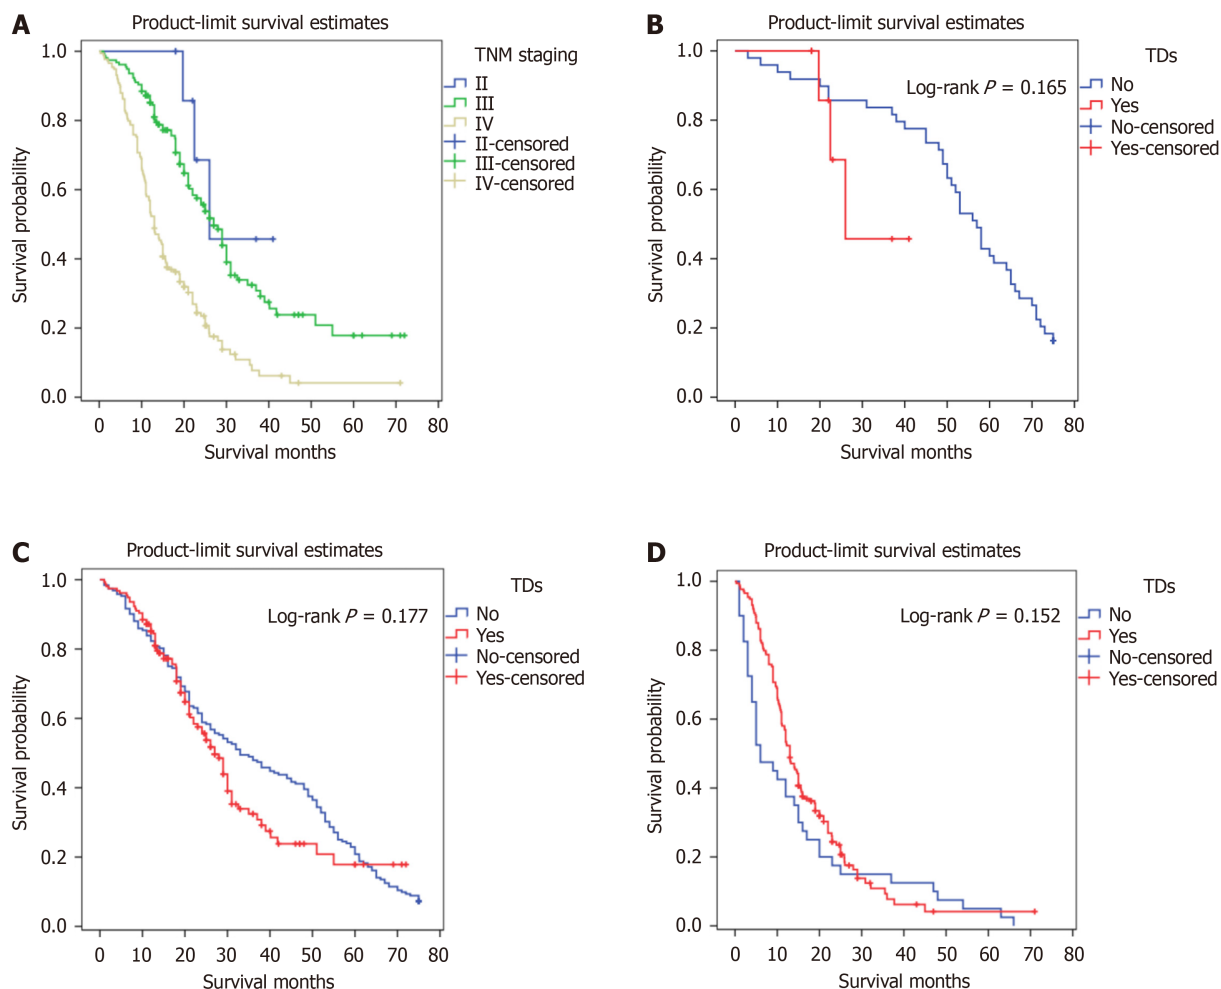 A
Product-limit survival estimates
1.0
0.8
0.6
0.4
0.2
0.0
Survival probability
0 10 20 30 40 50 60 70 80
Survival months
TNM staging
II
III
IV
II-censored
III-censored
IV-censored
B
Product-limit survival estimates
1.0
0.8
0.6
0.4
0.2
0.0
Survival probability
Log-rank P = 0.165
0 10 20 30 40 50 60 70 80
Survival months
TDs
No
Yes
No-censored
Yes-censored
C
Product-limit survival estimates
1.0
0.8
0.6
0.4
0.2
0.0
Survival probability
Log-rank P = 0.177
0 10 20 30 40 50 60 70 80
Survival months
TDs
No
Yes
No-censored
Yes-censored
D
Product-limit survival estimates
1.0
0.8
0.6
0.4
0.2
0.0
Survival probability
Log-rank P = 0.152
0 10 20 30 40 50 60 70 80
Survival months
TDs
No
Yes
No-censored
Yes-censored